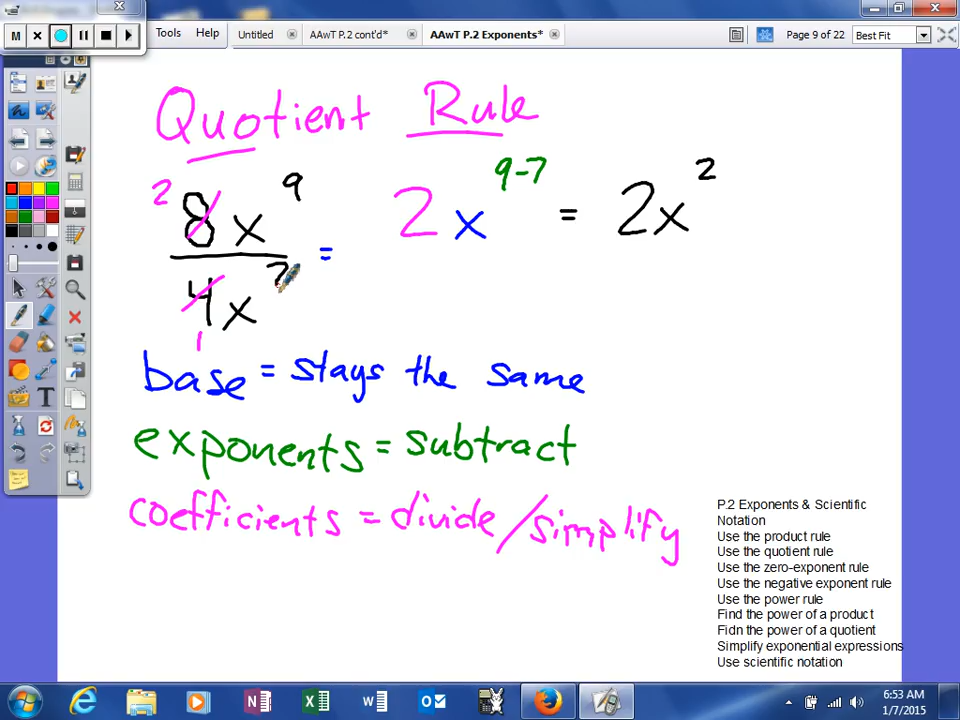 M
Tools Help Untitled AAwT P.2 cont'd* AAwT P.2 Exponents* Page 9 of 22 Best Fit
Quotient Rule
2 8x^9 / 4x^7 1 = 2x^(9-7) = 2x^2
base = stays the same
exponents = subtract
coefficients = divide/simplify
P.2 Exponents & Scientific
Notation
Use the product rule
Use the quotient rule
Use the zero-exponent rule
Use the negative exponent rule
Use the power rule
Find the power of a product
Fidn the power of a quotient
Simplify exponential expressions
Use scientific notation
6:53 AM
1/7/2015